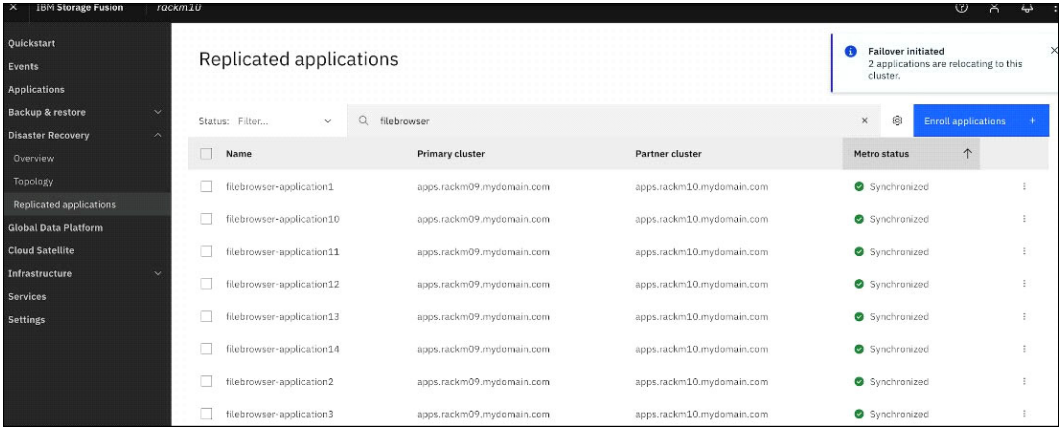 IBM Storage Fusion rackm10
Quickstart
Events
Applications
Backup & restore
Disaster Recovery
Overview
Topology
Replicated applications
Global Data Platform
Cloud Satellite
Infrastructure
Services
Settings
Replicated applications
Failover initiated
2 applications are relocating to this
cluster.
Status: Filter...
filebrowser
Enroll applications +
Name Primary cluster Partner cluster Metro status
filebrowser-application1 apps.rackm09.mydomain.com apps.rackm10.mydomain.com Synchronized
filebrowser-application10 apps.rackm09.mydomain.com apps.rackm10.mydomain.com Synchronized
filebrowser-application11 apps.rackm09.mydomain.com apps.rackm10.mydomain.com Synchronized
filebrowser-application12 apps.rackm09.mydomain.com apps.rackm10.mydomain.com Synchronized
filebrowser-application13 apps.rackm09.mydomain.com apps.rackm10.mydomain.com Synchronized
filebrowser-application14 apps.rackm09.mydomain.com apps.rackm10.mydomain.com Synchronized
filebrowser-application2 apps.rackm09.mydomain.com apps.rackm10.mydomain.com Synchronized
filebrowser-application3 apps.rackm09.mydomain.com apps.rackm10.mydomain.com Synchronized